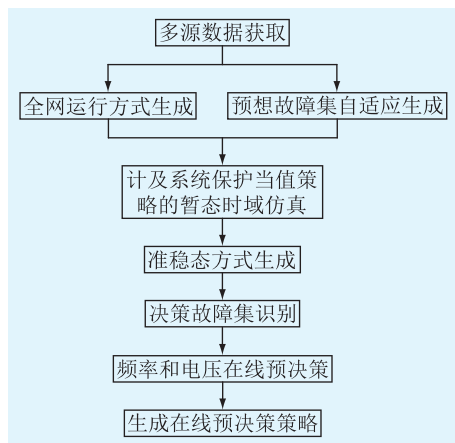 多源数据获取
全网运行方式生成
预想故障集自适应生成
计及系统保护当值策
略的暂态时域仿真
准稳态方式生成
决策故障集识别
频率和电压在线预决策
生成在线预决策策略